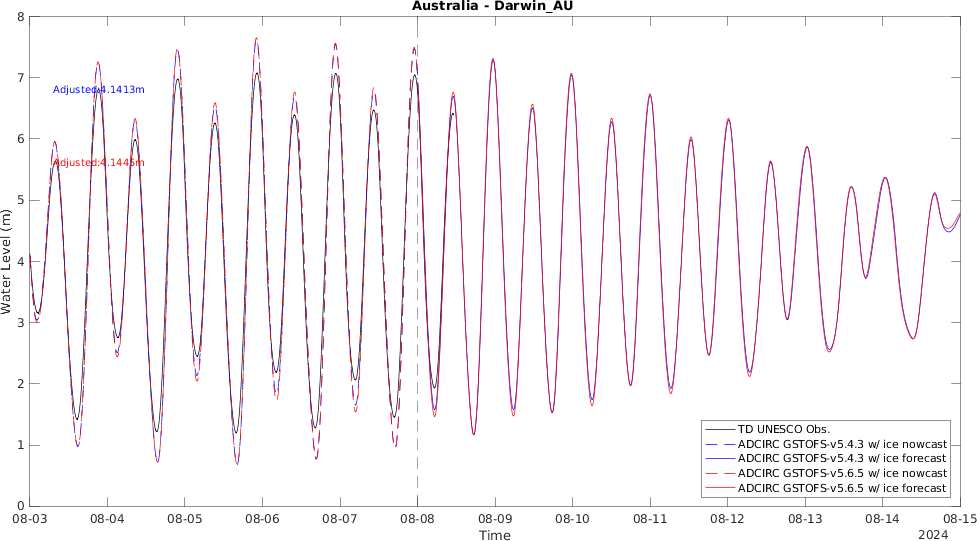 Australia - Darwin_AU
8
7
6
5
4
3
2
1
0
Water Level (m)
Adjusted:4.1413m
Adjusted:4.1445m
TD UNESCO Obs.
ADCIRC GSTOFS-v5.4.3 w/ ice nowcast
ADCIRC GSTOFS-v5.4.3 w/ ice forecast
ADCIRC GSTOFS-v5.6.5 w/ ice nowcast
ADCIRC GSTOFS-v5.6.5 w/ ice forecast
08-03 08-04 08-05 08-06 08-07 08-08 08-09 08-10 08-11 08-12 08-13 08-14 08-15
Time
2024